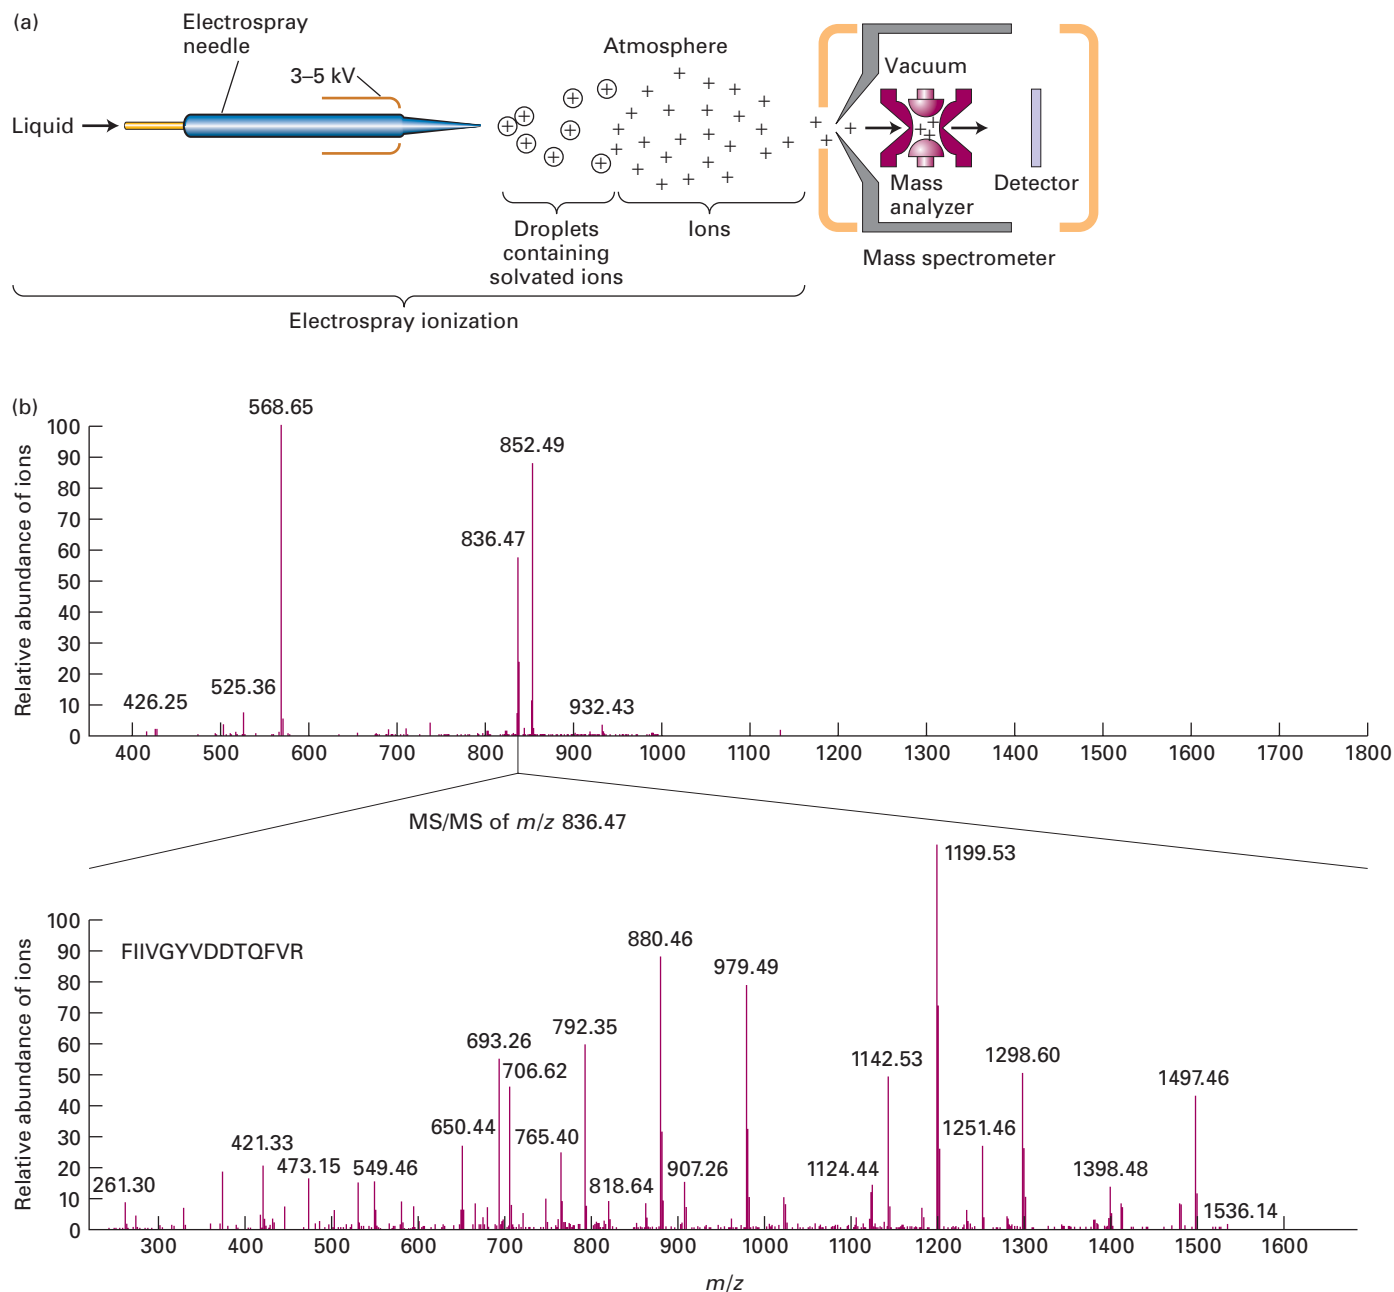 (a)
Electrospray
needle
3–5 kV
Liquid
Atmosphere
Droplets
containing
solvated ions
Ions
Electrospray ionization
Vacuum
Mass
analyzer
Detector
Mass spectrometer
(b)
Relative abundance of ions
100
90
80
70
60
50
40
30
20
10
0
568.65
852.49
836.47
426.25
525.36
932.43
400 500 600 700 800 900 1000 1100 1200 1300 1400 1500 1600 1700 1800
MS/MS of m/z 836.47
Relative abundance of ions
100
90
80
70
60
50
40
30
20
10
0
FIIVGYVDDTQFVR
261.30
421.33
473.15
549.46
650.44
693.26
706.62
765.40
792.35
818.64
880.46
907.26
979.49
1124.44
1142.53
1199.53
1251.46
1298.60
1398.48
1497.46
1536.14
300 400 500 600 700 800 900 1000 1100 1200 1300 1400 1500 1600
m/z